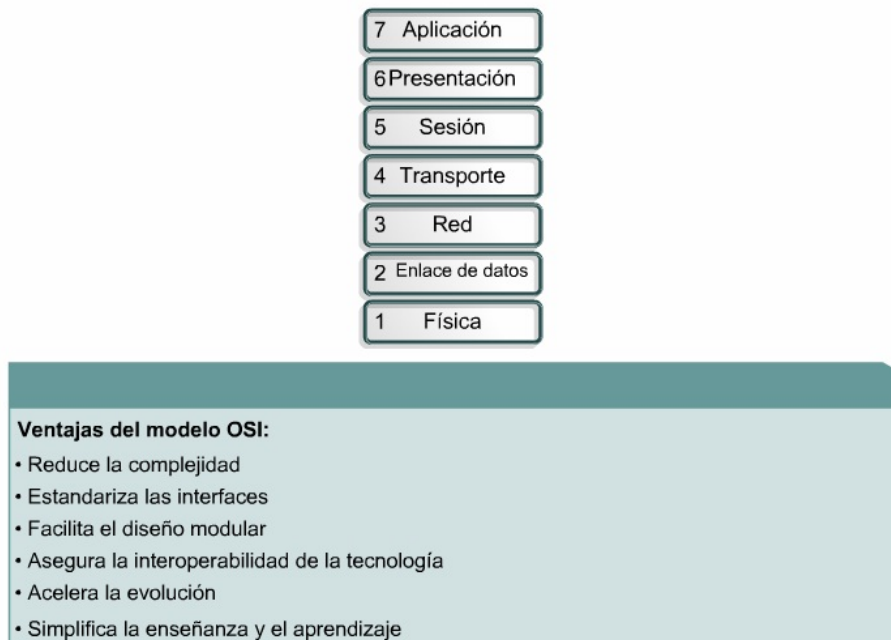 7 Aplicación
6 Presentación
5 Sesión
4 Transporte
3 Red
2 Enlace de datos
1 Física
Ventajas del modelo OSI:
• Reduce la complejidad
• Estandariza las interfaces
• Facilita el diseño modular
• Asegura la interoperabilidad de la tecnología
• Acelera la evolución
• Simplifica la enseñanza y el aprendizaje